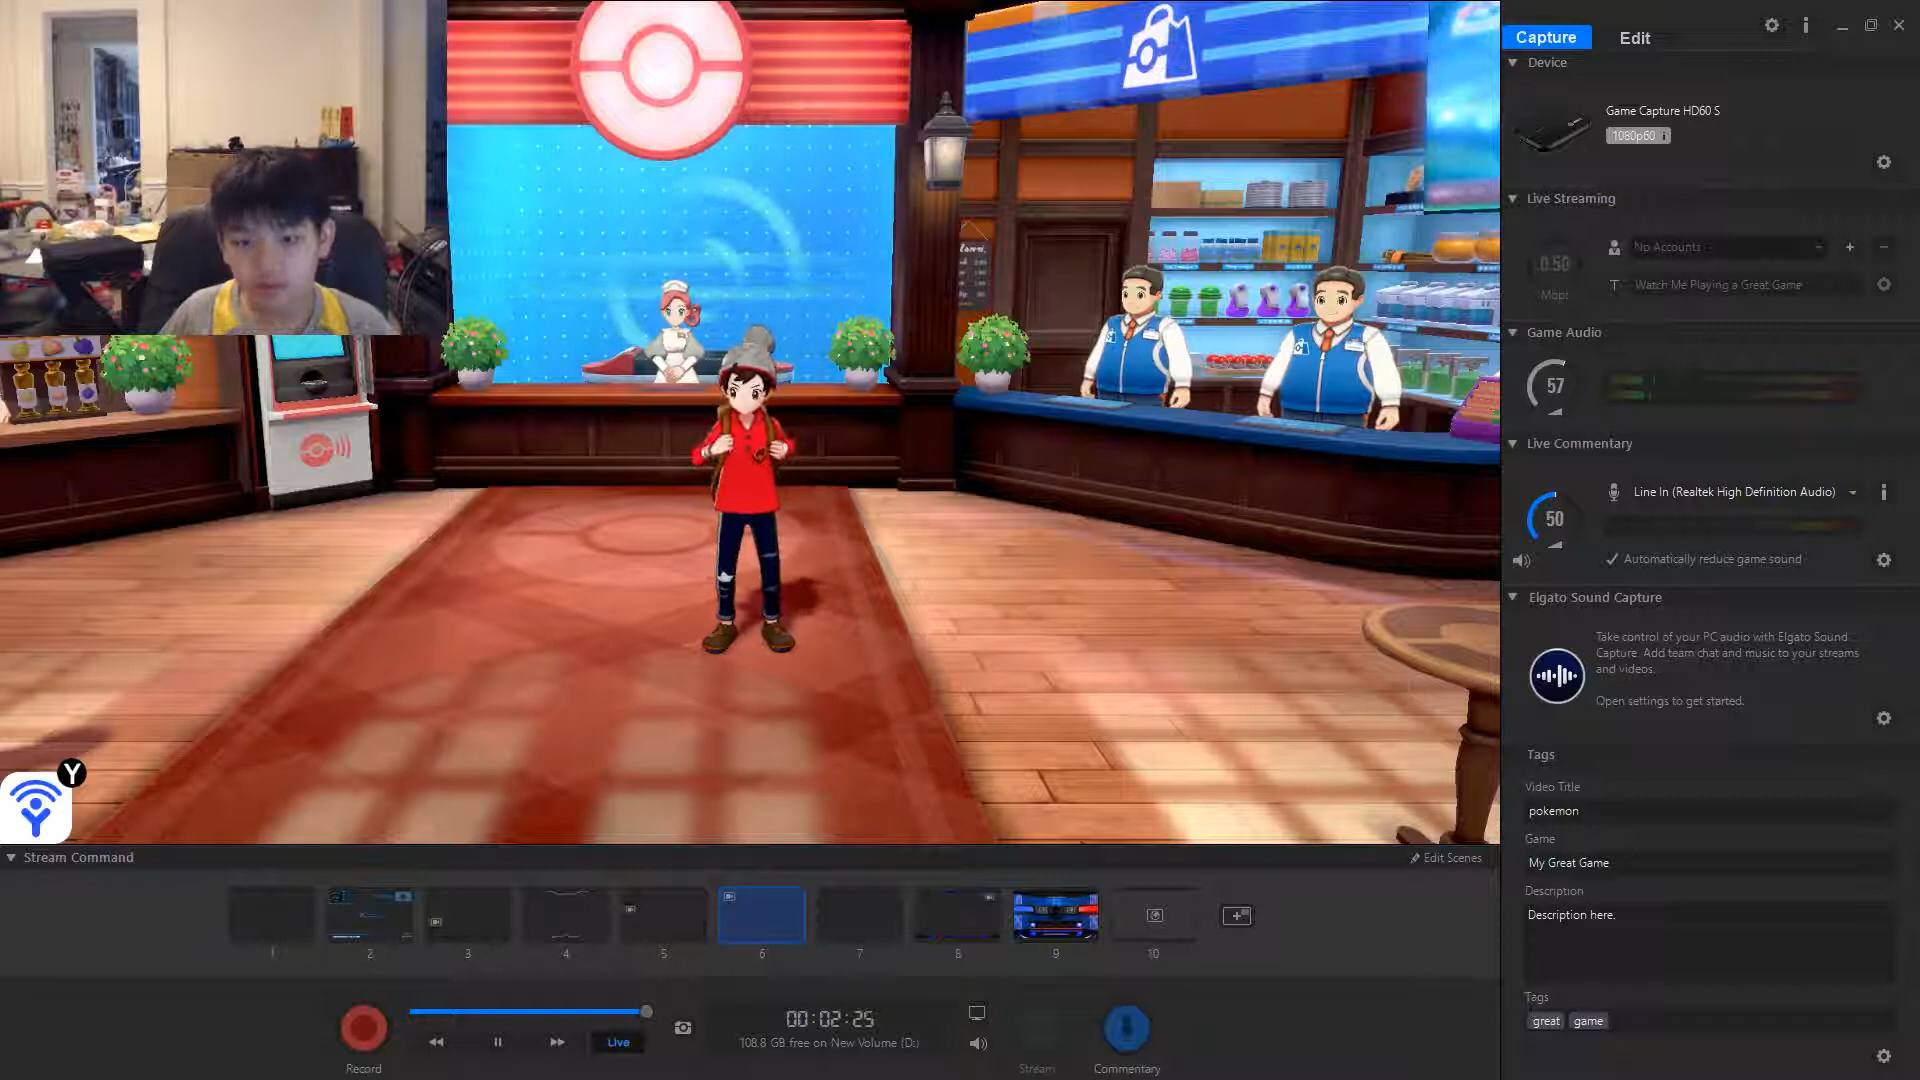 Capture
Edit
Device
Game Capture HD60 S
1080p60
Live Streaming
No Accounts
0.50
Mbps
Watch Me Playing a Great Game
Game Audio
57
Live Commentary
Line In (Realtek High Definition Audio)
50
Automatically reduce game sound
Elgato Sound Capture
Take control of your PC audio with Elgato Sound
Capture. Add team chat and music to your streams
and videos.
Open settings to get started.
Tags
Video Title
pokemon
Game
My Great Game
Description
Description here.
Tags
great game
Y
Stream Command
Edit Scenes
1 2 3 4 5 6 7 8 9 10
00:02:25
108.8 GB free on New Volume (D:)
Live
Record
Stream
Commentary